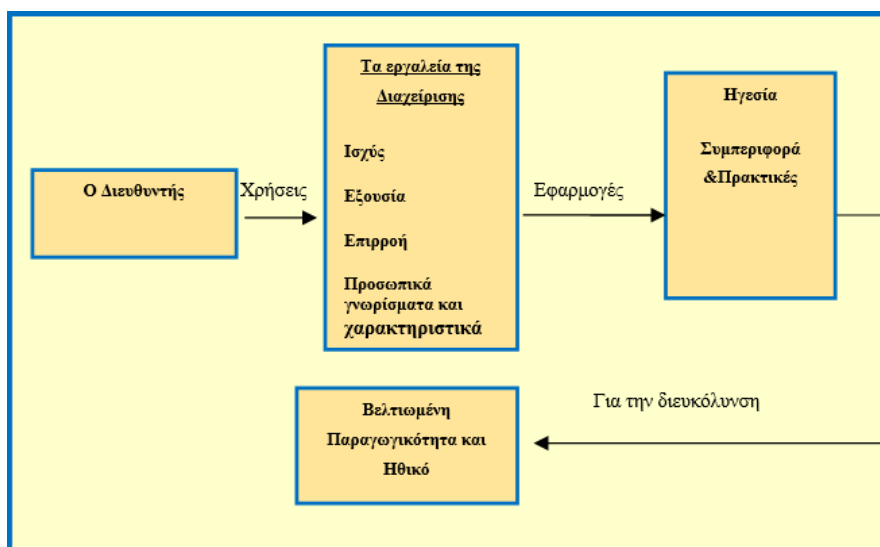 Ο Διευθυντής
Χρήσεις
Τα εργαλεία της
Διαχείρισης
Ισχύς
Εξουσία
Επιρροή
Προσωπικά
γνωρίσματα και
χαρακτηριστικά
Εφαρμογές
Ηγεσία
Συμπεριφορά
&Πρακτικές
Για την διευκόλυνση
Βελτιωμένη
Παραγωγικότητα και
Ηθικό